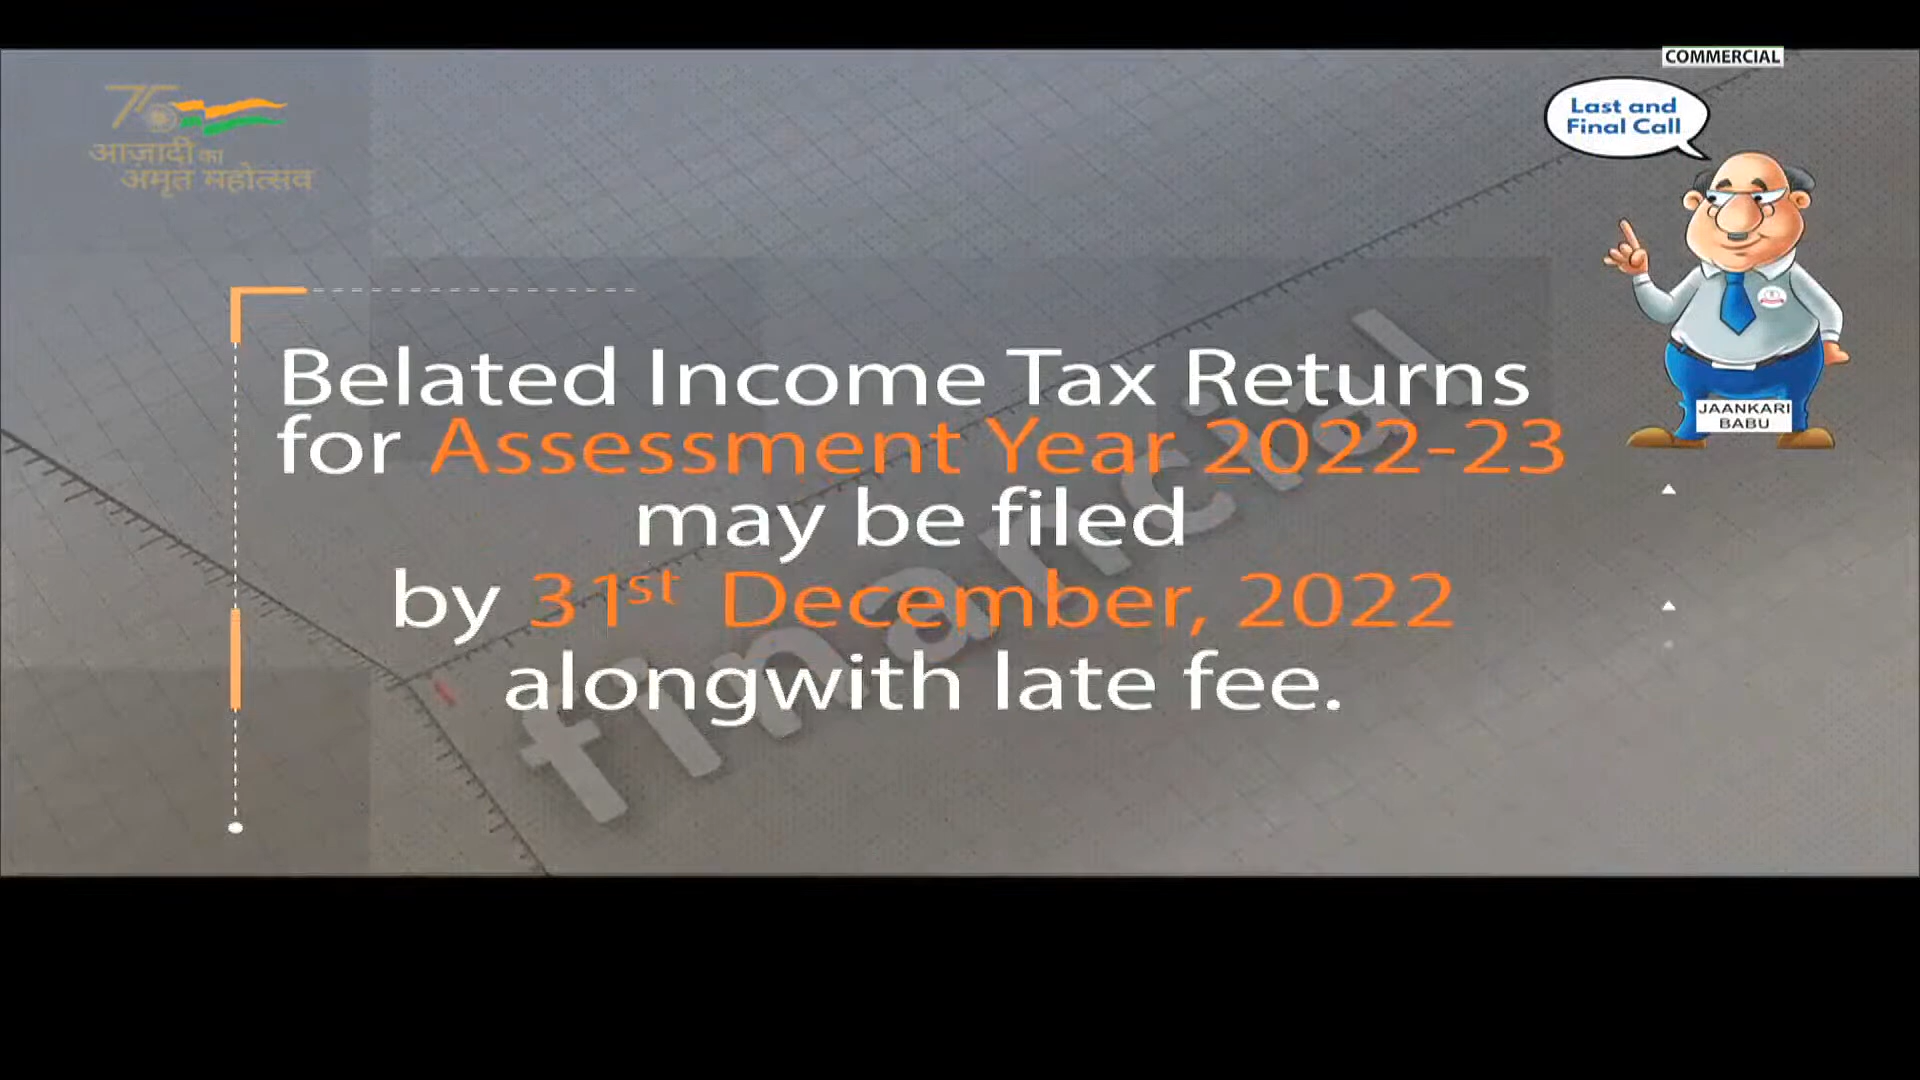 COMMERCIAL
75
आज़ादी का
अमृत महोत्सव
Last and
Final Call
Belated Income Tax Returns
for Assessment Year 2022-23
may be filed
by 31st December, 2022
alongwith late fee.
JAANKARI
BABU
financial